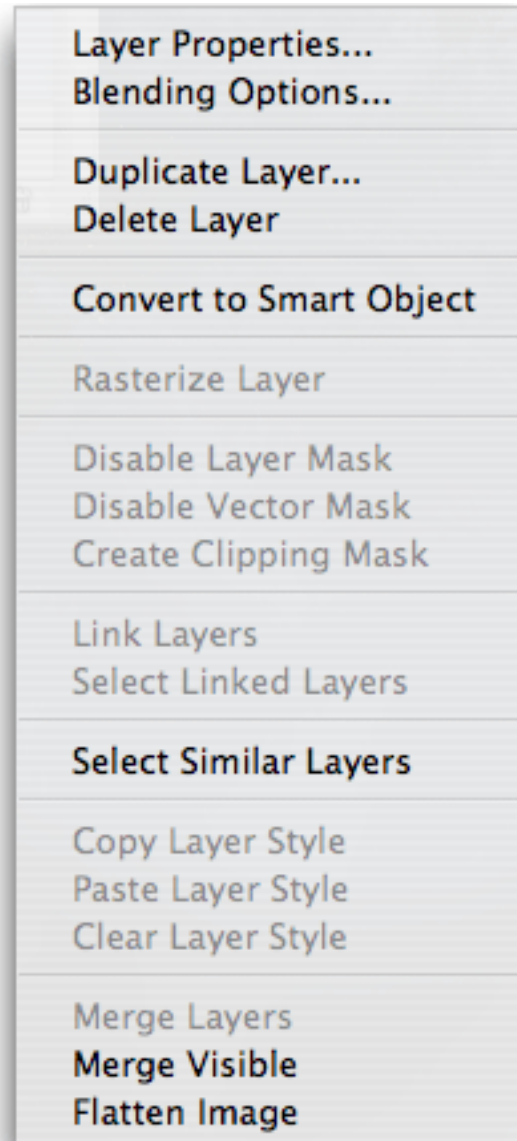 Layer Properties...
Blending Options...
Duplicate Layer...
Delete Layer
Convert to Smart Object
Rasterize Layer
Disable Layer Mask
Disable Vector Mask
Create Clipping Mask
Link Layers
Select Linked Layers
Select Similar Layers
Copy Layer Style
Paste Layer Style
Clear Layer Style
Merge Layers
Merge Visible
Flatten Image